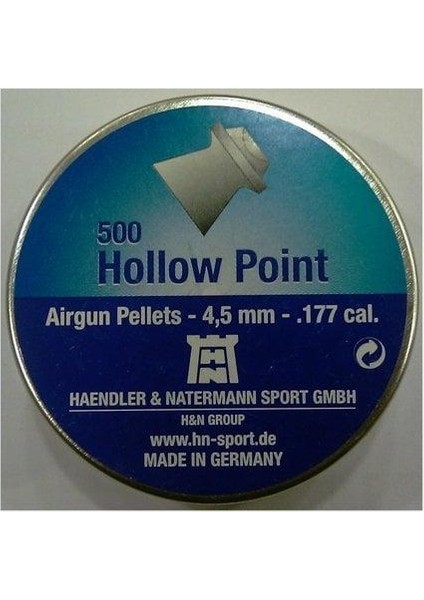 500
Hollow Point
Airgun Pellets - 4,5 mm - .177 cal.
HN
HAENDLER & NATERMANN SPORT GMBH
H&N GROUP
www.hn-sport.de
MADE IN GERMANY